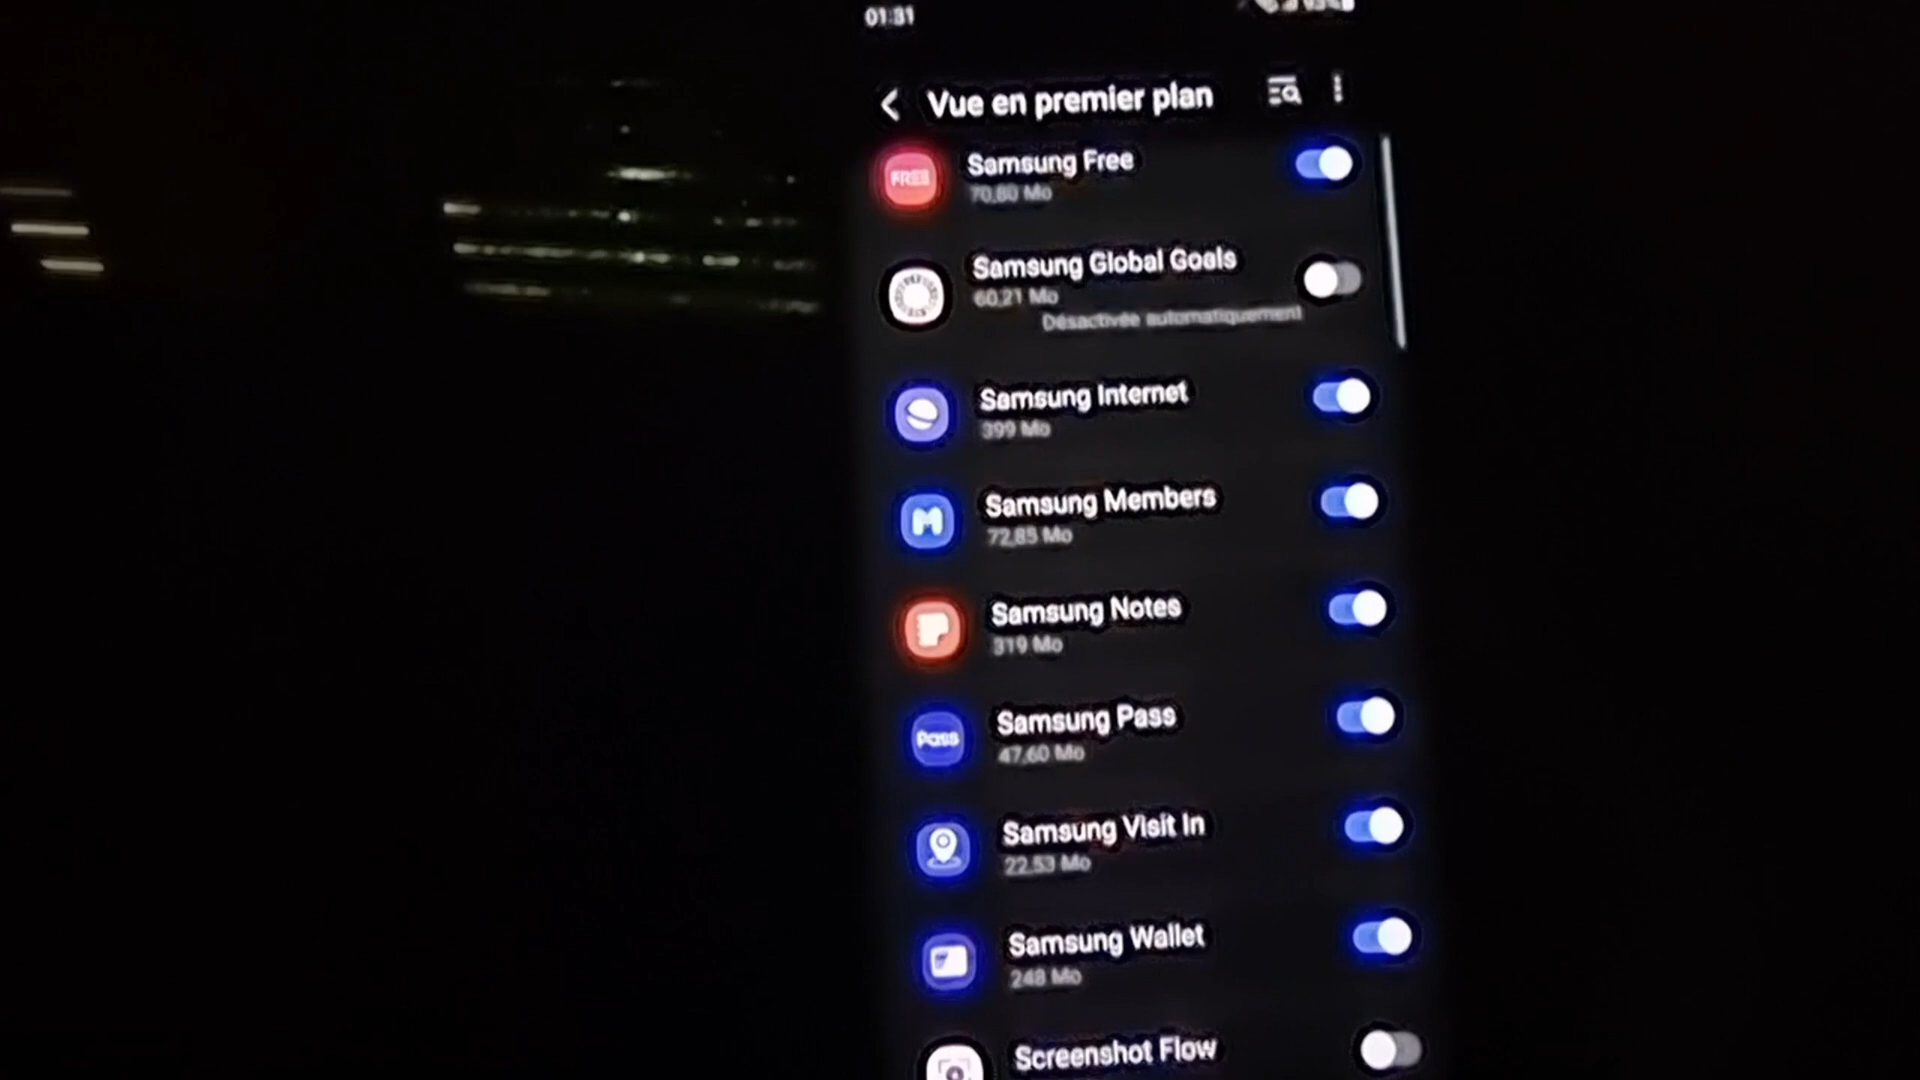 01:31
Vue en premier plan
FREE
Samsung Free
70,80 Mo
Samsung Global Goals
60,21 Mo
Désactivée automatiquement
Samsung Internet
399 Mo
Samsung Members
72,85 Mo
Samsung Notes
319 Mo
Pass
Samsung Pass
47,60 Mo
Samsung Visit In
22,53 Mo
Samsung Wallet
248 Mo
Screenshot Flow